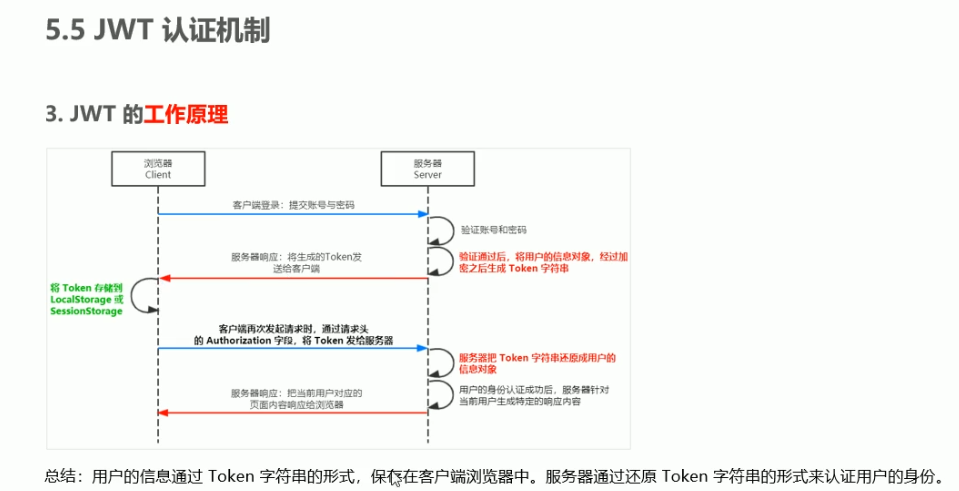 5.5 JWT 认证机制
3. JWT 的工作原理
浏览器
Client
服务器
Server
客户端登录：提交账号与密码
验证账号和密码
验证通过后，将用户的信息对象，经过加
密之后生成 Token 字符串
服务器响应：将生成的Token发
送给客户端
将 Token 存储到
LocalStorage 或
SessionStorage
客户端再次发起请求时，通过请求头
的 Authorization 字段，将 Token 发给服务器
服务器把 Token 字符串还原成用户的
信息对象
用户的身份认证成功后，服务器针对
当前用户生成特定的响应内容
服务器响应：把当前用户对应的
页面内容响应给浏览器
总结：用户的信息通过 Token 字符串的形式，保存在客户端浏览器中。服务器通过还原 Token 字符串的形式来认证用户的身份。